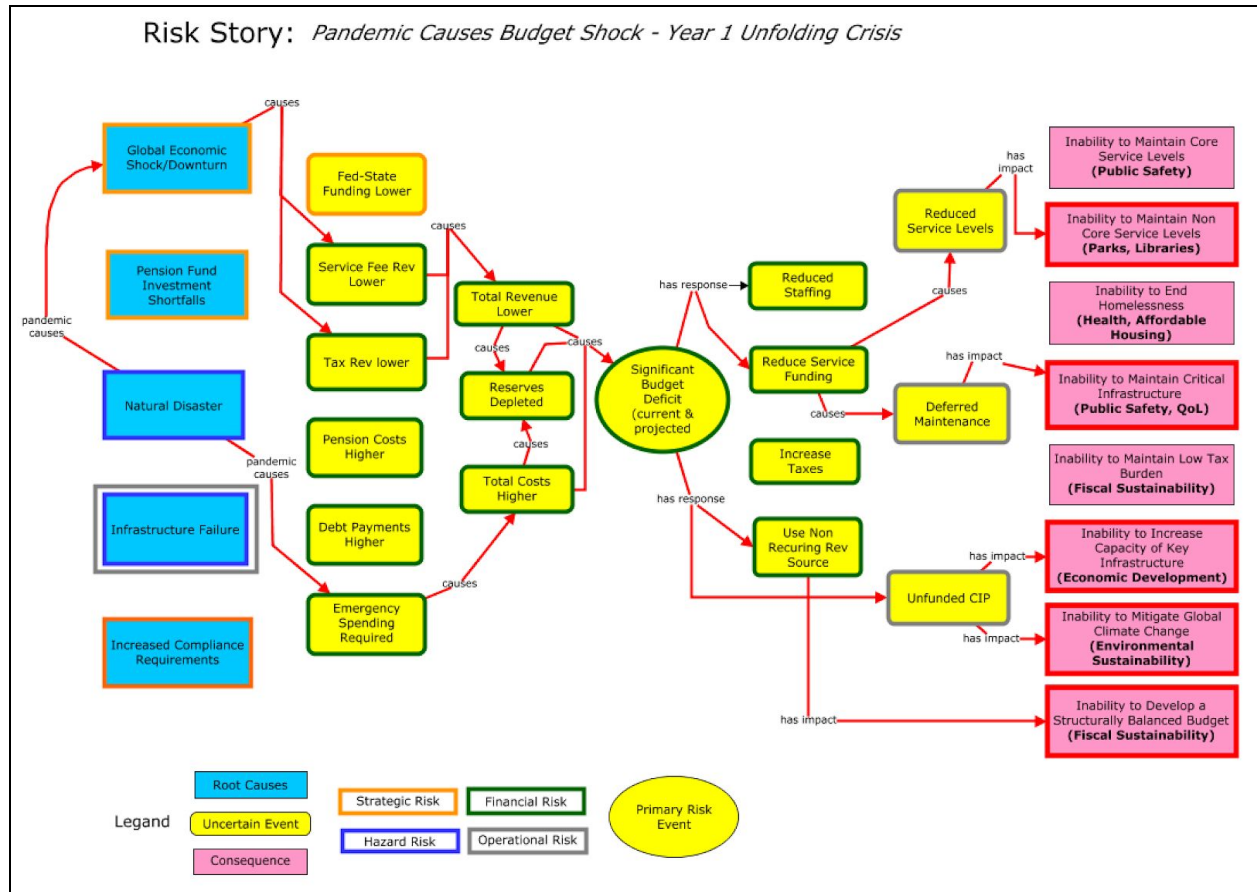 Risk Story: Pandemic Causes Budget Shock - Year 1 Unfolding Crisis
causes
Global Economic
Shock/Downturn
Pension Fund
Investment
Shortfalls
pandemic
causes
Natural Disaster
pandemic
causes
Infrastructure Failure
Increased Compliance
Requirements
Fed-State
Funding Lower
Service Fee Rev
Lower
Tax Rev lower
Pension Costs
Higher
Debt Payments
Higher
Emergency
Spending
Required
causes
Total Revenue
Lower
causes
causes
Reserves
Depleted
causes
Total Costs
Higher
causes
Significant
Budget
Deficit
(current &
projected
has response
Reduced
Staffing
Reduce Service
Funding
causes
causes
Increase
Taxes
has response
Use Non
Recuring Rev
Source
Reduced
Service Levels
has
impact
Deferred
Maintenance
has impact
Unfunded CIP
has impact
has impact
has impact
Inability to Maintain Core
Service Levels
(Public Safety)
Inability to Maintain Non
Core Service Levels
(Parks, Libraries)
Inability to End
Homelessness
(Health, Affordable
Housing)
Inability to Maintain Critical
Infrastructure
(Public Safety, QoL)
Inability to Maintain Low Tax
Burden
(Fiscal Sustainability)
Inability to Increase
Capacity of Key
Infrastructure
(Economic Development)
Inability to Mitigate Global
Climate Change
(Environmental
Sustainability)
Inability to Develop a
Structurally Balanced Budget
(Fiscal Sustainability)
Legand
Root Causes
Uncertain Event
Consequence
Strategic Risk
Financial Risk
Hazard Risk
Operational Risk
Primary Risk
Event